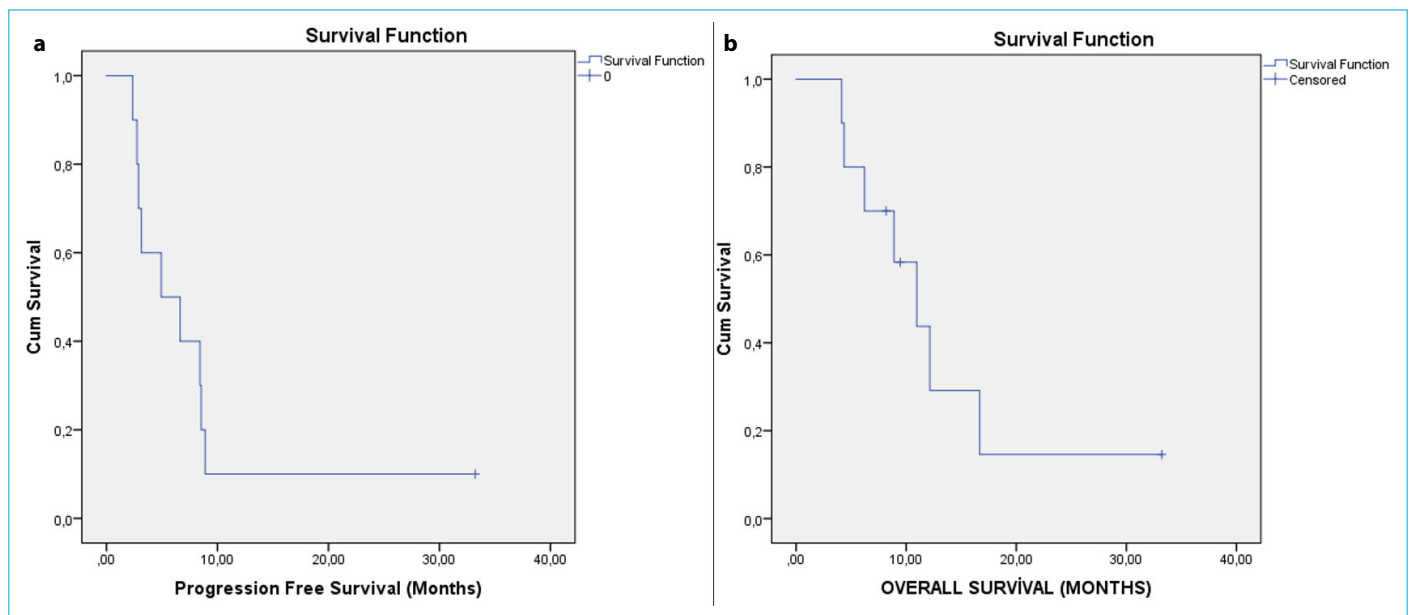 a
Survival Function
Survival Function
0
1,0
0,8
0,6
0,4
0,2
0,0
Cum Survival
,00
10,00
20,00
30,00
40,00
Progression Free Survival (Months)
b
Survival Function
Survival Function
Censored
1,0
0,8
0,6
0,4
0,2
0,0
Cum Survival
,00
10,00
20,00
30,00
40,00
OVERALL SURVİVAL (MONTHS)